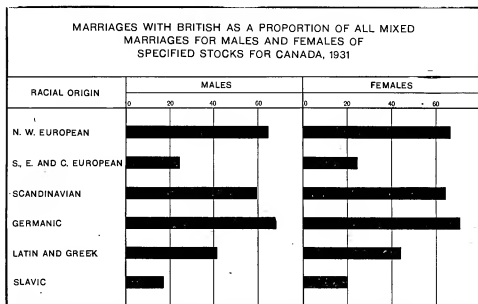 MARRIAGES WITH BRITISH AS A PROPORTION OF ALL MIXED
MARRIAGES FOR MALES AND FEMALES OF
SPECIFIED STOCKS FOR CANADA, 1931
RACIAL ORIGIN
MALES
FEMALES
0 20 40 60
0 20 40 60
N. W. EUROPEAN
S., E. AND C. EUROPEAN
SCANDINAVIAN
GERMANIC
LATIN AND GREEK
SLAVIC